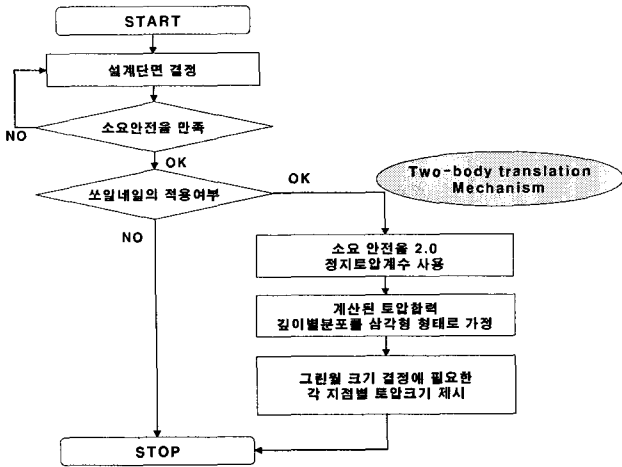 START
설계단면 결정
소요안전율 만족
NO
OK
쏘일네일의 적용여부
OK
Two-body translation
Mechanism
NO
소요 안전율 2.0
정지토압계수 사용
계산된 토압합력
깊이별분포를 삼각형 형태로 가정
그린월 크기 결정에 필요한
각 지점별 토압크기 제시
STOP